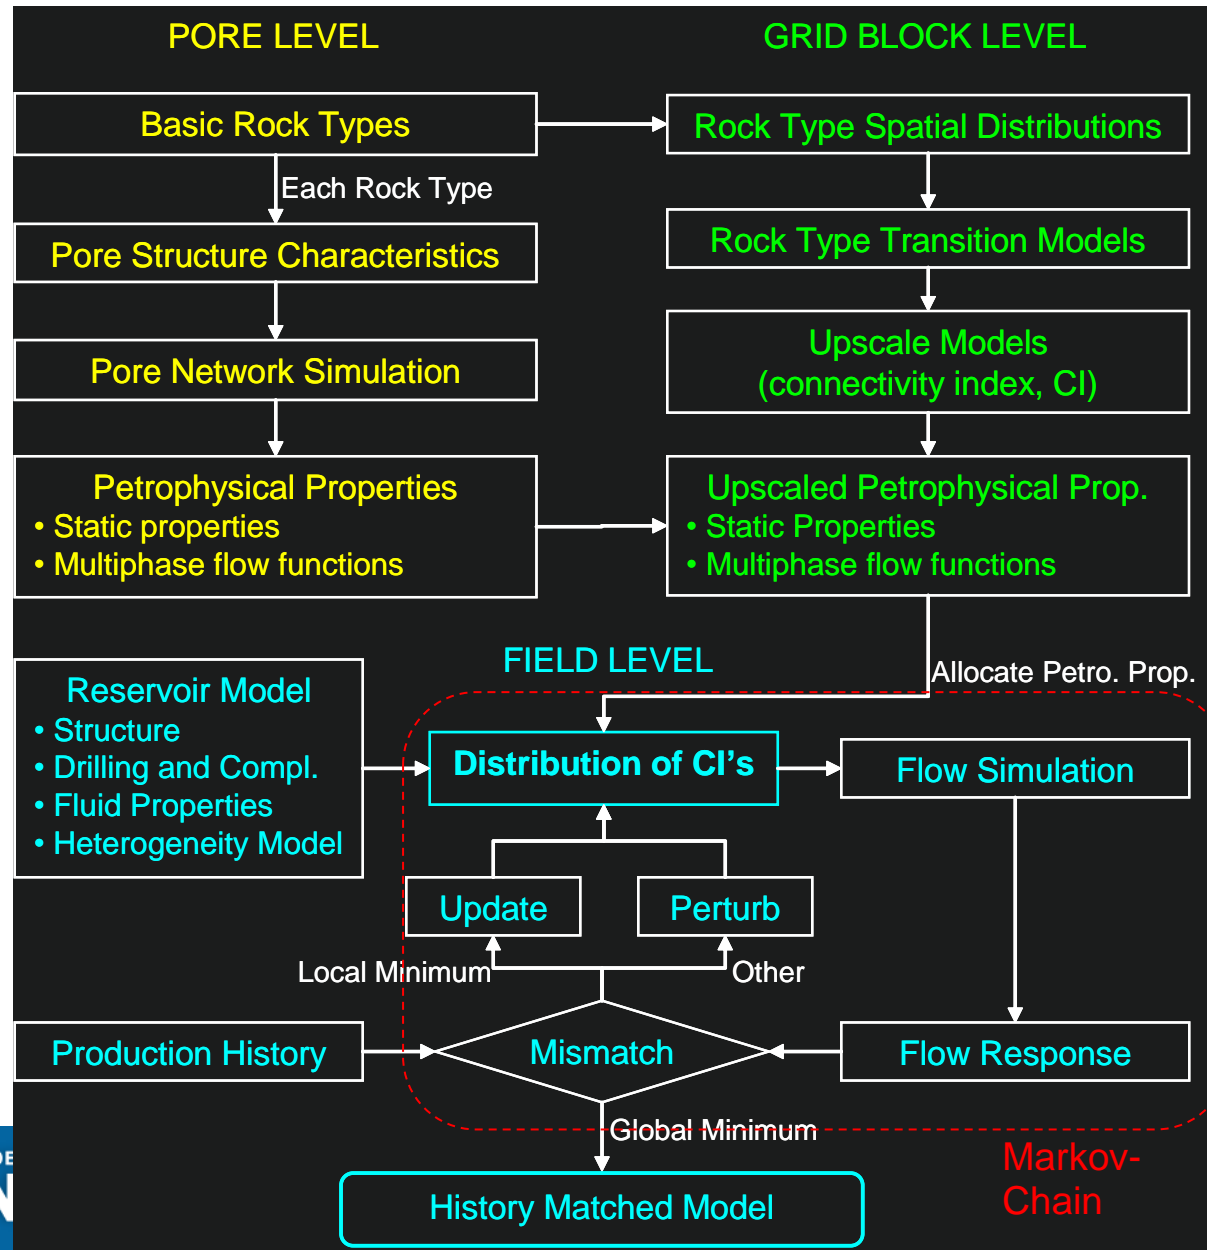 PORE LEVEL
GRID BLOCK LEVEL
Basic Rock Types
Rock Type Spatial Distributions
Each Rock Type
Pore Structure Characteristics
Rock Type Transition Models
Pore Network Simulation
Upscale Models
(connectivity index, CI)
Petrophysical Properties
• Static properties
• Multiphase flow functions
Upscaled Petrophysical Prop.
• Static Properties
• Multiphase flow functions
FIELD LEVEL
Allocate Petro. Prop.
Reservoir Model
• Structure
• Drilling and Compl.
• Fluid Properties
• Heterogeneity Model
Distribution of CI's
Flow Simulation
Update
Perturb
Local Minimum
Other
Production History
Mismatch
Flow Response
Global Minimum
Markov-
Chain
History Matched Model